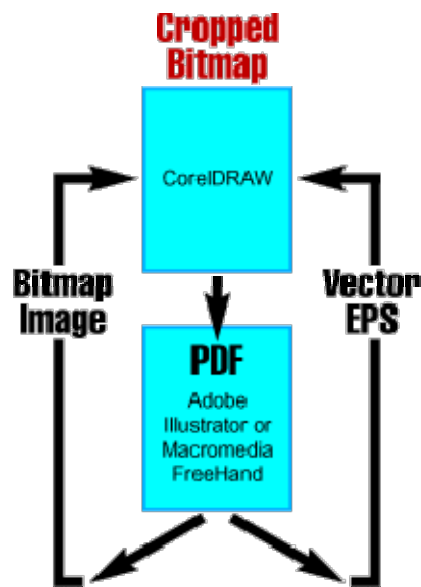 Cropped
Bitmap
CorelDRAW
Bitmap
Image
Vector
EPS
PDF
Adobe
Illustrator or
Macromedia
FreeHand